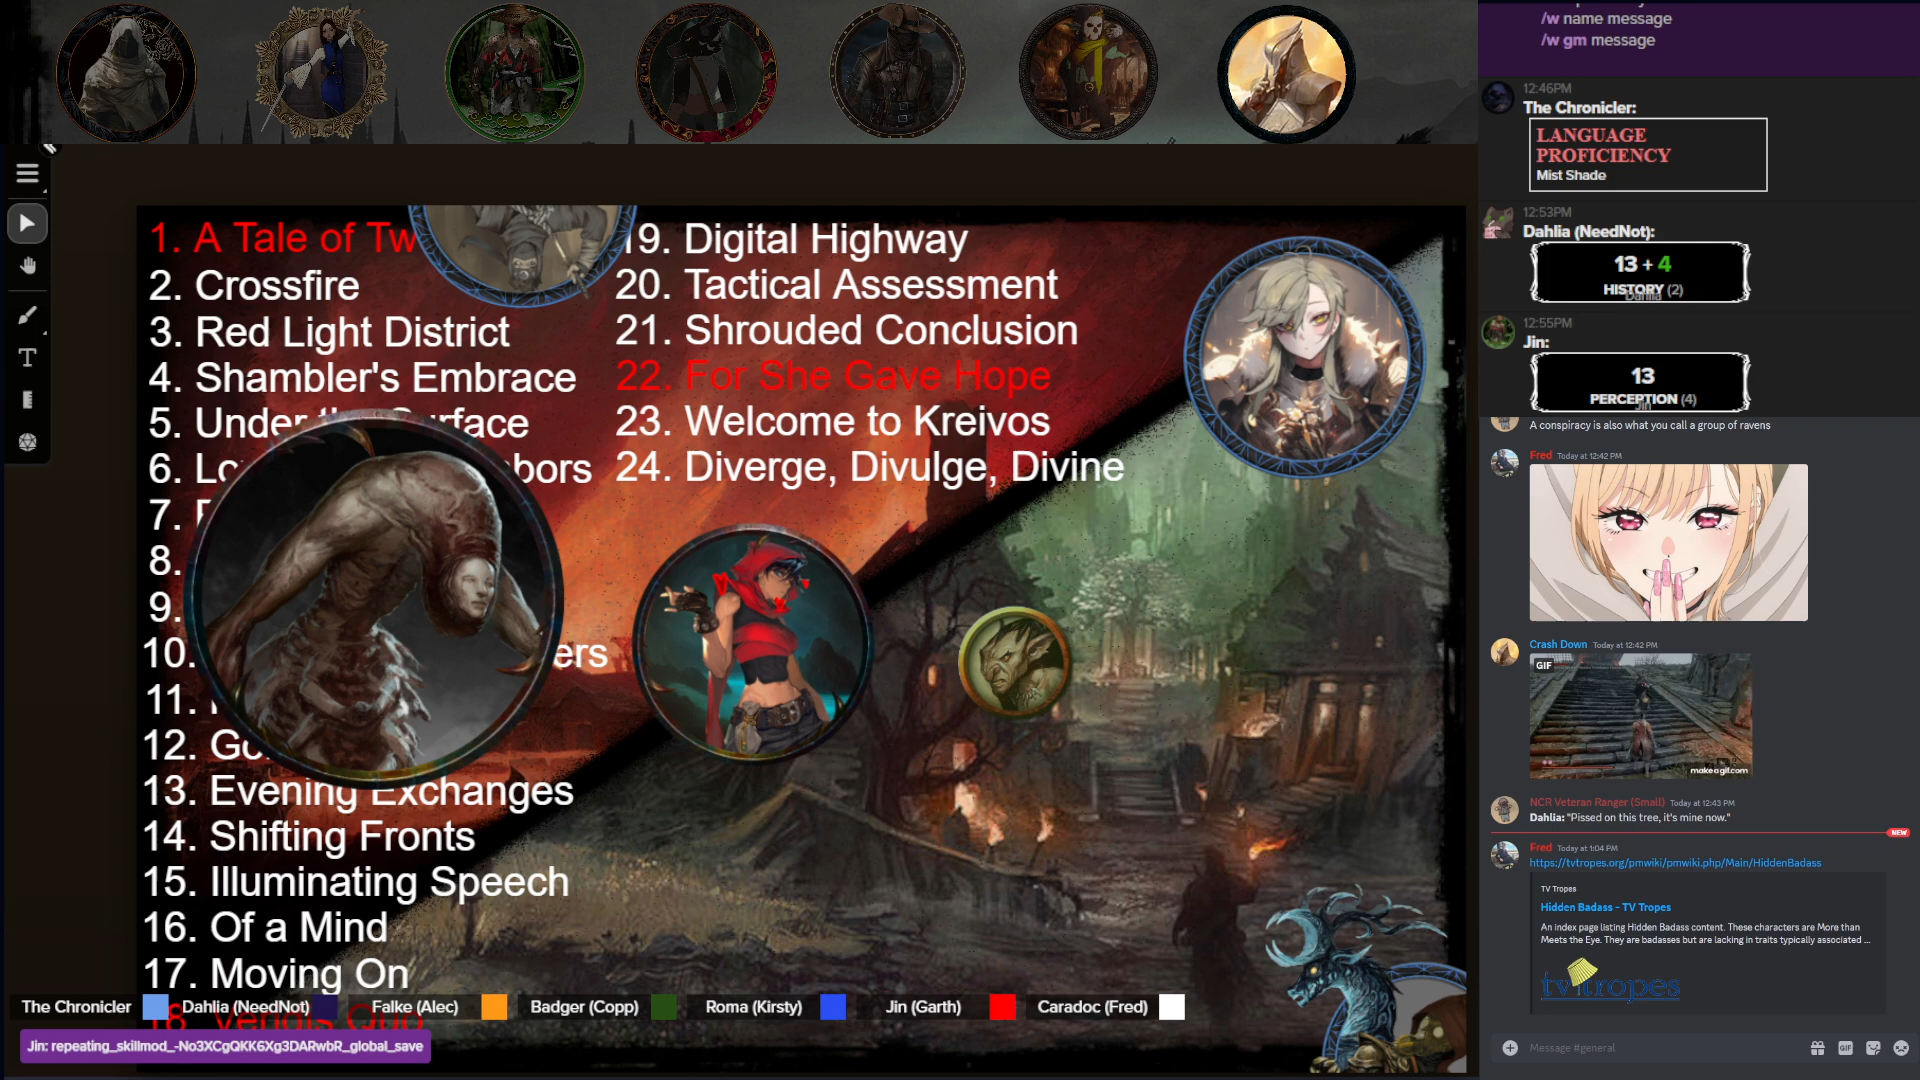 1. A Tale of Tw
2. Crossfire
3. Red Light District
4. Shambler's Embrace
5. Under the Surface
6. bors
7.
8.
9.
10. ers
11.
12.
13. Evening Exchanges
14. Shifting Fronts
15. Illuminating Speech
16. Of a Mind
17. Moving On
18.
19. Digital Highway
20. Tactical Assessment
21. Shrouded Conclusion
22. For She Gave Hope
23. Welcome to Kreivos
24. Diverge, Divulge, Divine
The Chronicler
Dahlia (NeedNot)
Falke (Alec)
Badger (Copp)
Roma (Kirsty)
Jin (Garth)
Caradoc (Fred)
Jin: repeating_skillmod_-No3XCgQKK6Xg3DARwbR_global_save
/w name message
/w gm message
12:46PM
The Chronicler:
LANGUAGE
PROFICIENCY
Mist Shade
12:53PM
Dahlia (NeedNot):
13 + 4
HISTORY (2)
Dahlia
12:55PM
Jin:
13
PERCEPTION (4)
Jin
A conspiracy is also what you call a group of ravens
Fred Today at 12:42 PM
Crash Down Today at 12:42 PM
GIF
makeagif.com
NCR Veteran Ranger (Small) Today at 12:43 PM
Dahlia: "Pissed on this tree, it's mine now."
NEW
Fred Today at 1:04 PM
https://tvtropes.org/pmwiki/pmwiki.php/Main/HiddenBadass
TV Tropes
Hidden Badass - TV Tropes
An index page listing Hidden Badass content. These characters are More than
Meets the Eye. They are badasses but are lacking in traits typically associated ...
tvtropes
Message #general
GIF